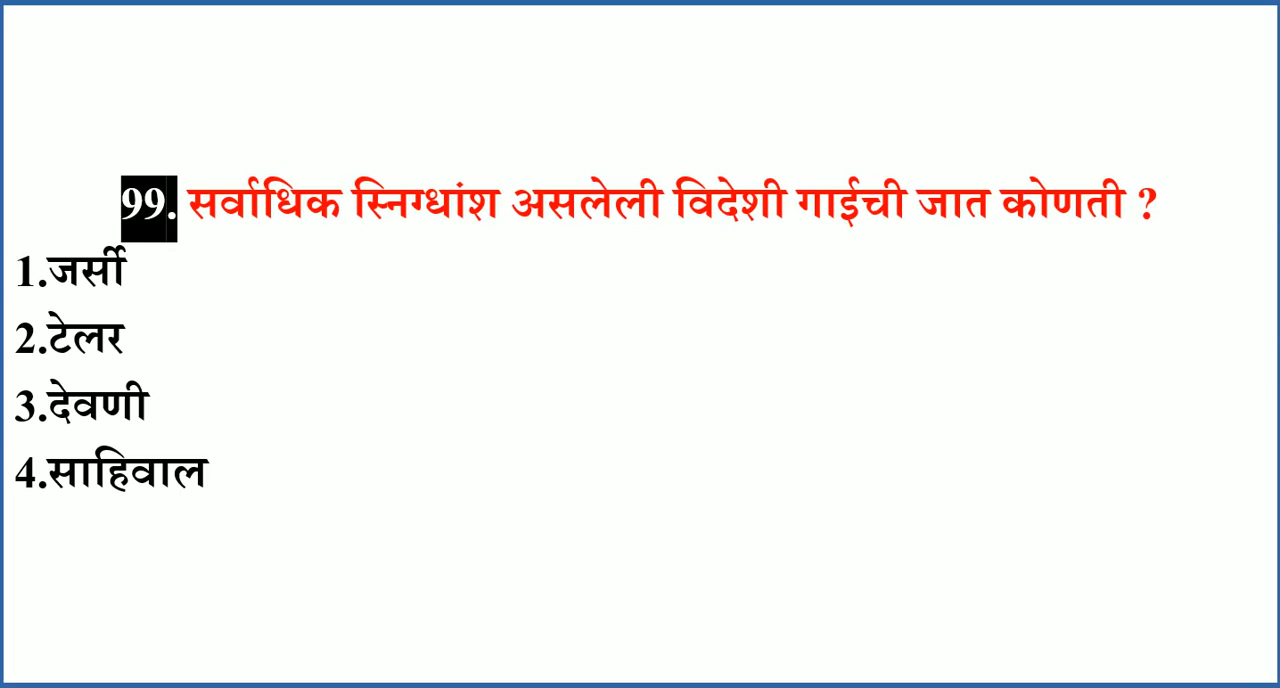 99. सर्वाधिक स्निग्धांश असलेली विदेशी गाईची जात कोणती ?
1.जर्सी
2.टेलर
3.देवणी
4.साहिवाल